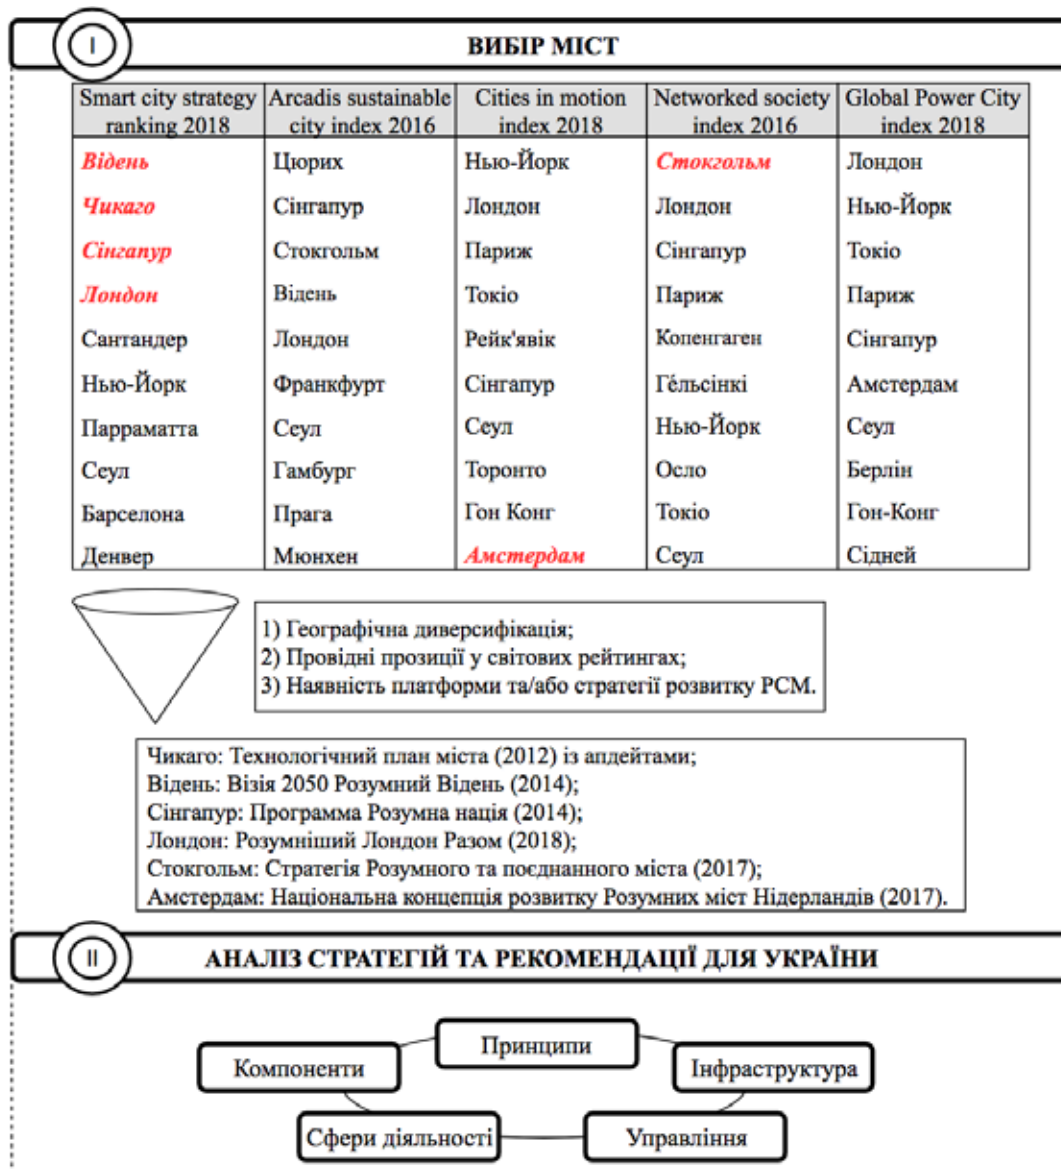 I
ВИБІР МІСТ
Smart city strategy ranking 2018 Arcadis sustainable city index 2016 Cities in motion index 2018 Networked society index 2016 Global Power City index 2018
Відень Цюрих Нью-Йорк Стокгольм Лондон
Чикаго Сінгапур Лондон Лондон Нью-Йорк
Сінгапур Стокгольм Париж Сінгапур Токіо
Лондон Відень Токіо Париж Париж
Сантандер Лондон Рейк'явік Копенгаген Сінгапур
Нью-Йорк Франкфурт Сінгапур Гéльсінкі Амстердам
Парраматта Сеул Сеул Нью-Йорк Сеул
Сеул Гамбург Торонто Осло Берлін
Барселона Прага Гон Конг Токіо Гон-Конг
Денвер Мюнхен Амстердам Сеул Сідней
1) Географічна диверсифікація;
2) Провідні прозиції у світових рейтингах;
3) Наявність платформи та/або стратегії розвитку РСМ.
Чикаго: Технологічний план міста (2012) із апдейтами;
Відень: Візія 2050 Розумний Відень (2014);
Сінгапур: Программа Розумна нація (2014);
Лондон: Розумніший Лондон Разом (2018);
Стокгольм: Стратегія Розумного та поєднанного міста (2017);
Амстердам: Національна концепція розвитку Розумних міст Нідерландів (2017).
II
АНАЛІЗ СТРАТЕГІЙ ТА РЕКОМЕНДАЦІЇ ДЛЯ УКРАЇНИ
Принципи
Компоненти
Інфраструктура
Сфери діяльності
Управління